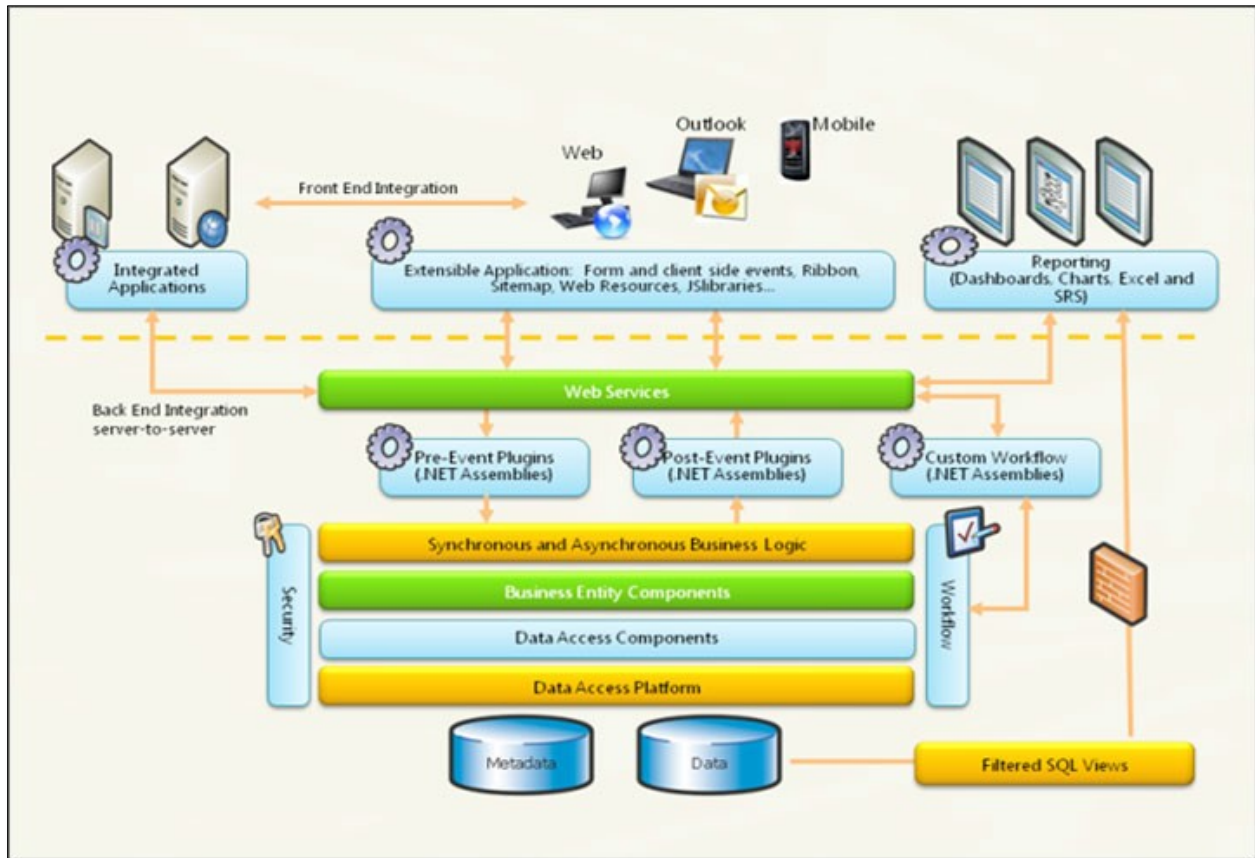 Outlook
Mobile
Web
Front End Integration
Integrated
Applications
Extensible Application: Form and client side events, Ribbon,
Sitemap, Web Resources, JSlibraries...
Reporting
(Dashboards, Charts, Excel and
SRS)
Web Services
Back End Integration
server-to-server
Pre-Event Plugins
(.NET Assemblies)
Post-Event Plugins
(.NET Assemblies)
Custom Workflow
(.NET Assemblies)
Security
Synchronous and Asynchronous Business Logic
Business Entity Components
Data Access Components
Data Access Platform
Workflow
Metadata
Data
Filtered SQL Views